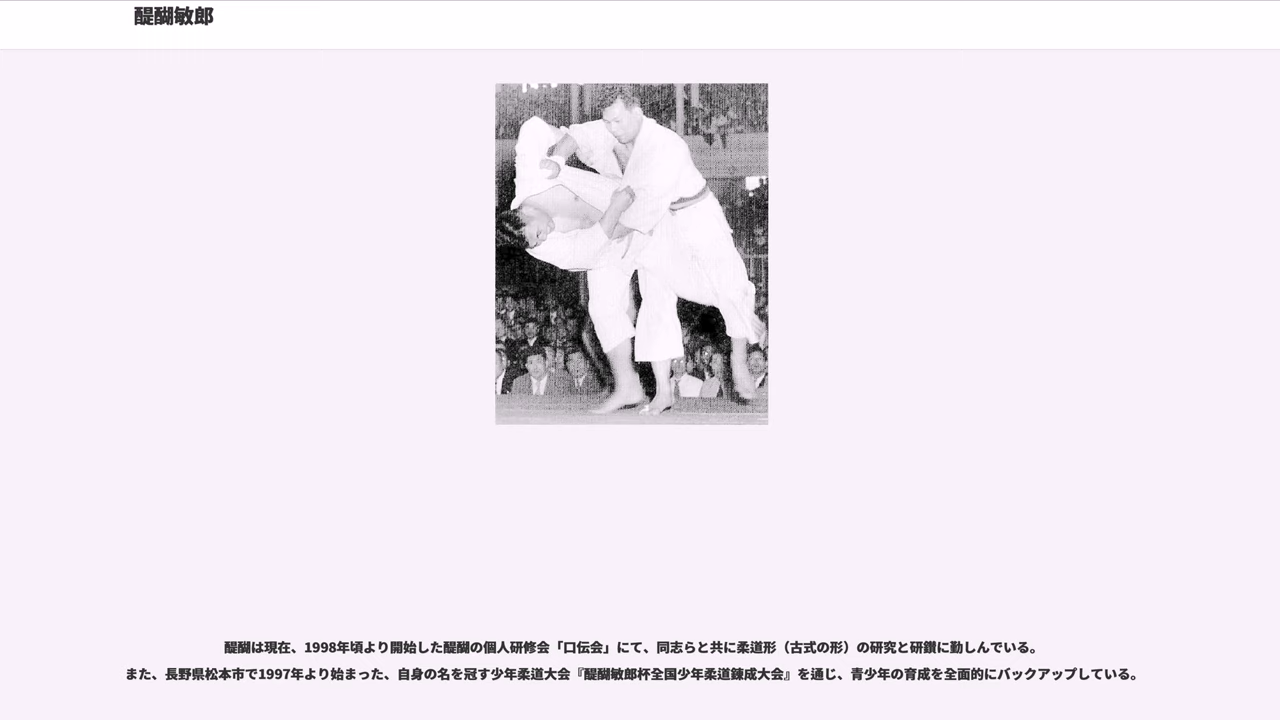 醍醐敏郎
醍醐は現在、1998年頃より開始した醍醐の個人研修会「口伝会」にて、同志らと共に柔道形（古式の形）の研究と研鑽に勤しんでいる。
また、長野県松本市で1997年より始まった、自身の名を冠す少年柔道大会『醍醐敏郎杯全国少年柔道錬成大会』を通じ、青少年の育成を全面的にバックアップしている。